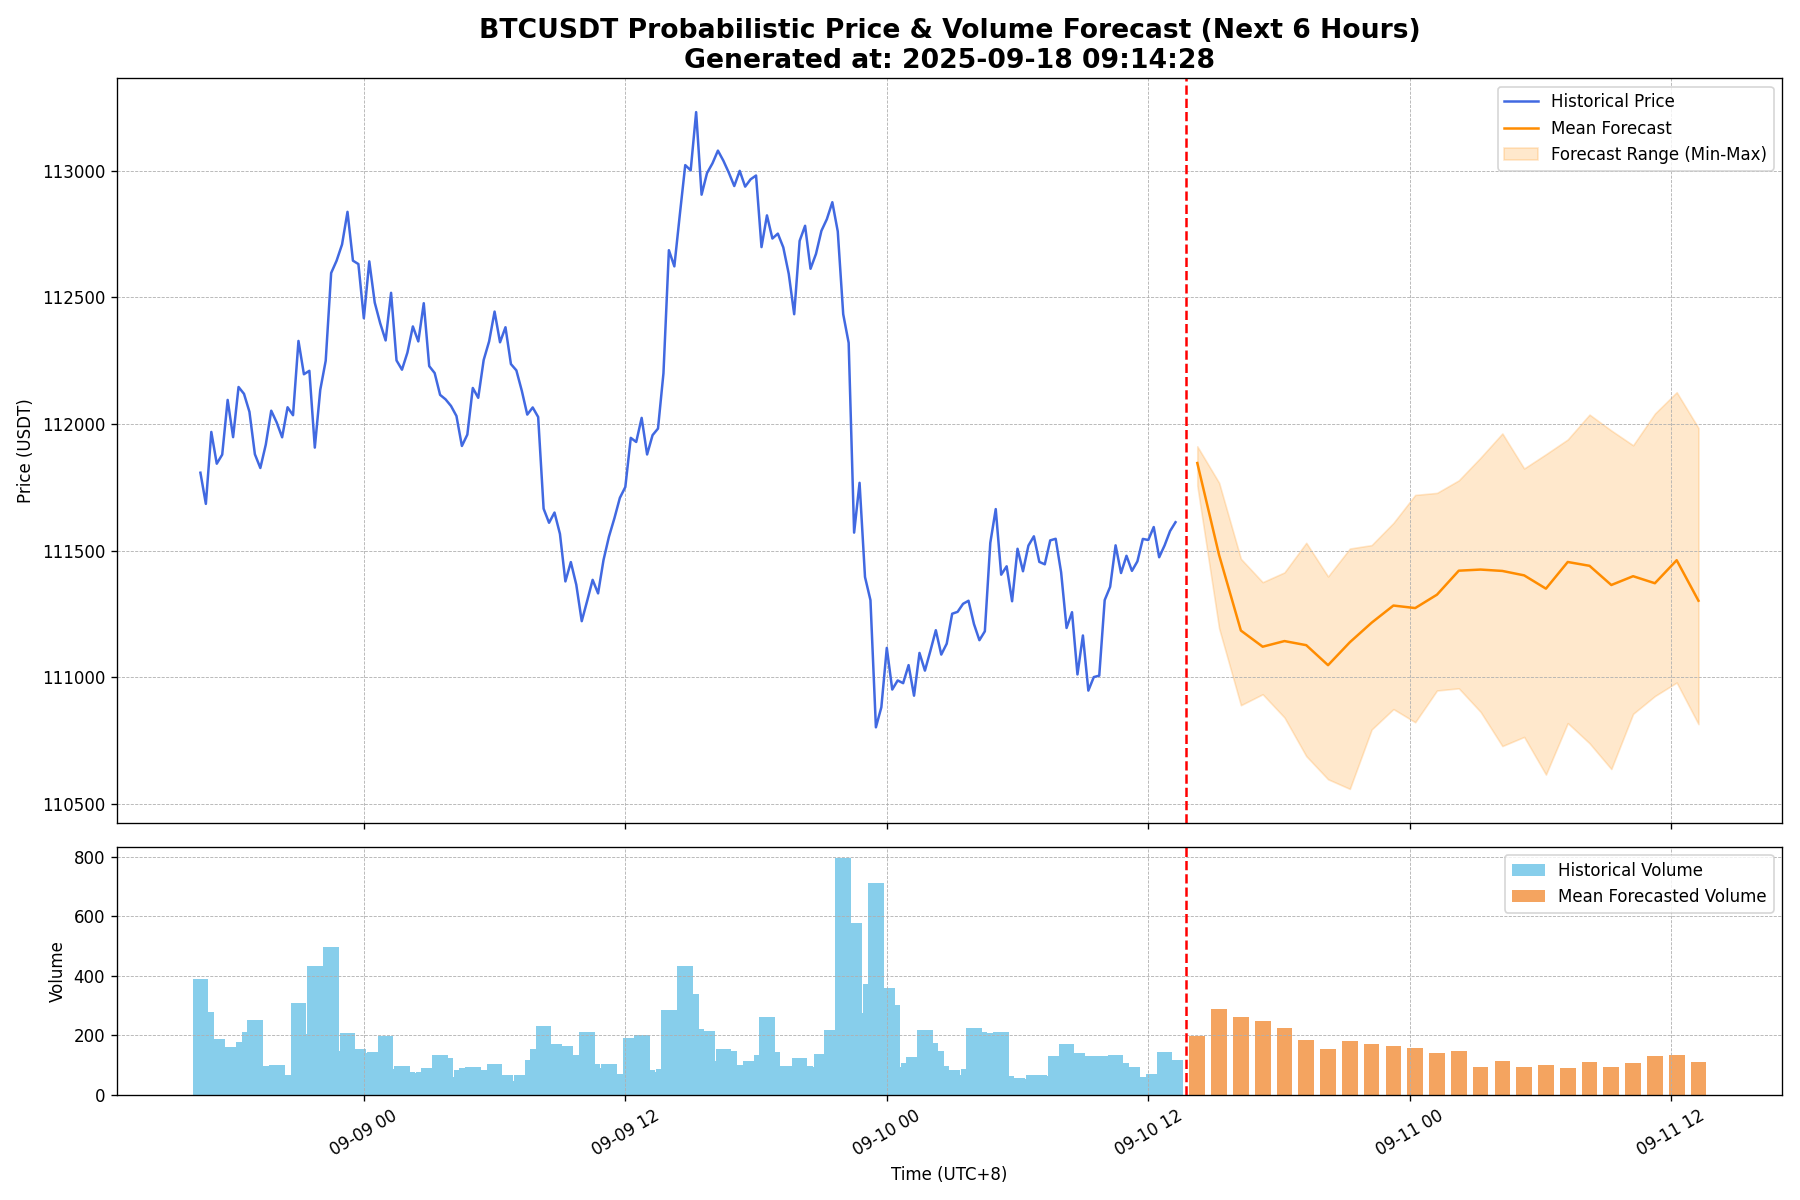 BTCUSDT Probabilistic Price & Volume Forecast (Next 6 Hours)
Generated at: 2025-09-18 09:14:28
Historical Price
Mean Forecast
Forecast Range (Min-Max)
Price (USDT)
113000
112500
112000
111500
111000
110500
Historical Volume
Mean Forecasted Volume
Volume
800
600
400
200
0
09-09 00
09-09 12
09-10 00
09-10 12
09-11 00
09-11 12
Time (UTC+8)